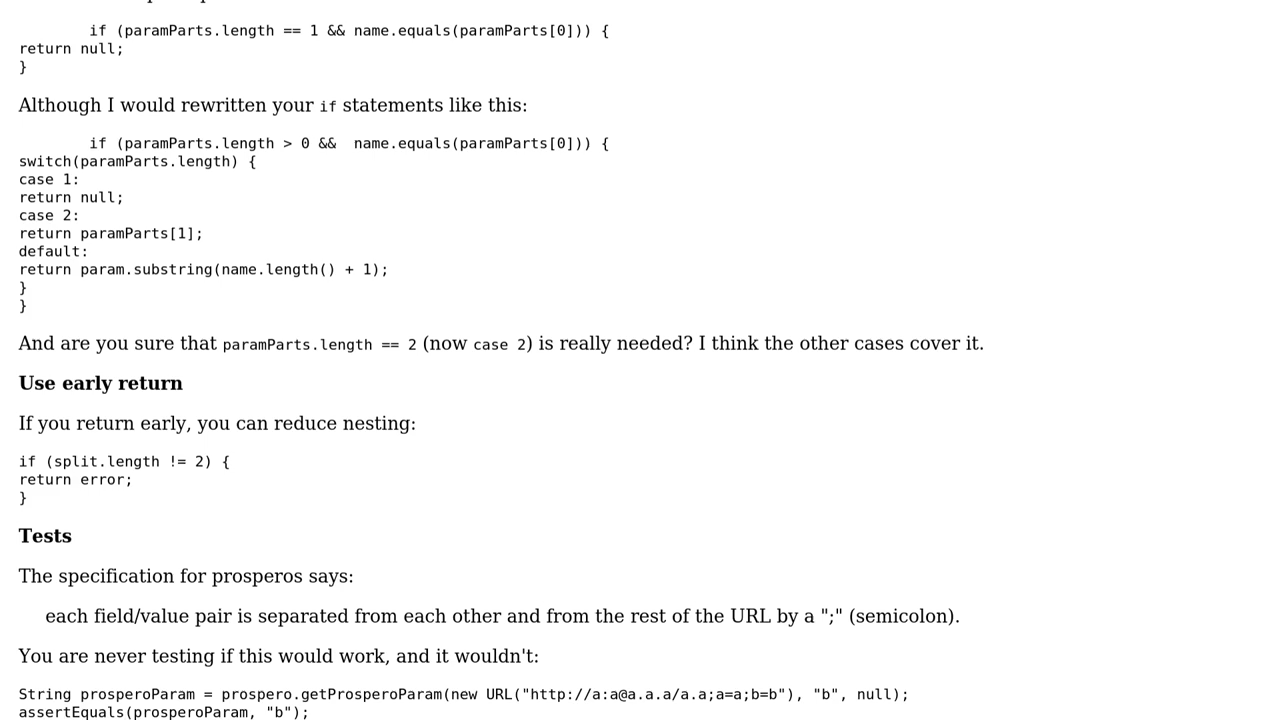 if (paramParts.length == 1 && name.equals(paramParts[0])) {
return null;
}
Although I would rewritten your if statements like this:
if (paramParts.length > 0 &&  name.equals(paramParts[0])) {
switch(paramParts.length) {
case 1:
return null;
case 2:
return paramParts[1];
default:
return param.substring(name.length() + 1);
}
}
And are you sure that paramParts.length == 2 (now case 2) is really needed? I think the other cases cover it.
Use early return
If you return early, you can reduce nesting:
if (split.length != 2) {
return error;
}
Tests
The specification for prosperos says:
each field/value pair is separated from each other and from the rest of the URL by a ";" (semicolon).
You are never testing if this would work, and it wouldn't:
String prosperoParam = prospero.getProsperoParam(new URL("http://a:a@a.a.a/a.a;a=a;b=b"), "b", null);
assertEquals(prosperoParam, "b");